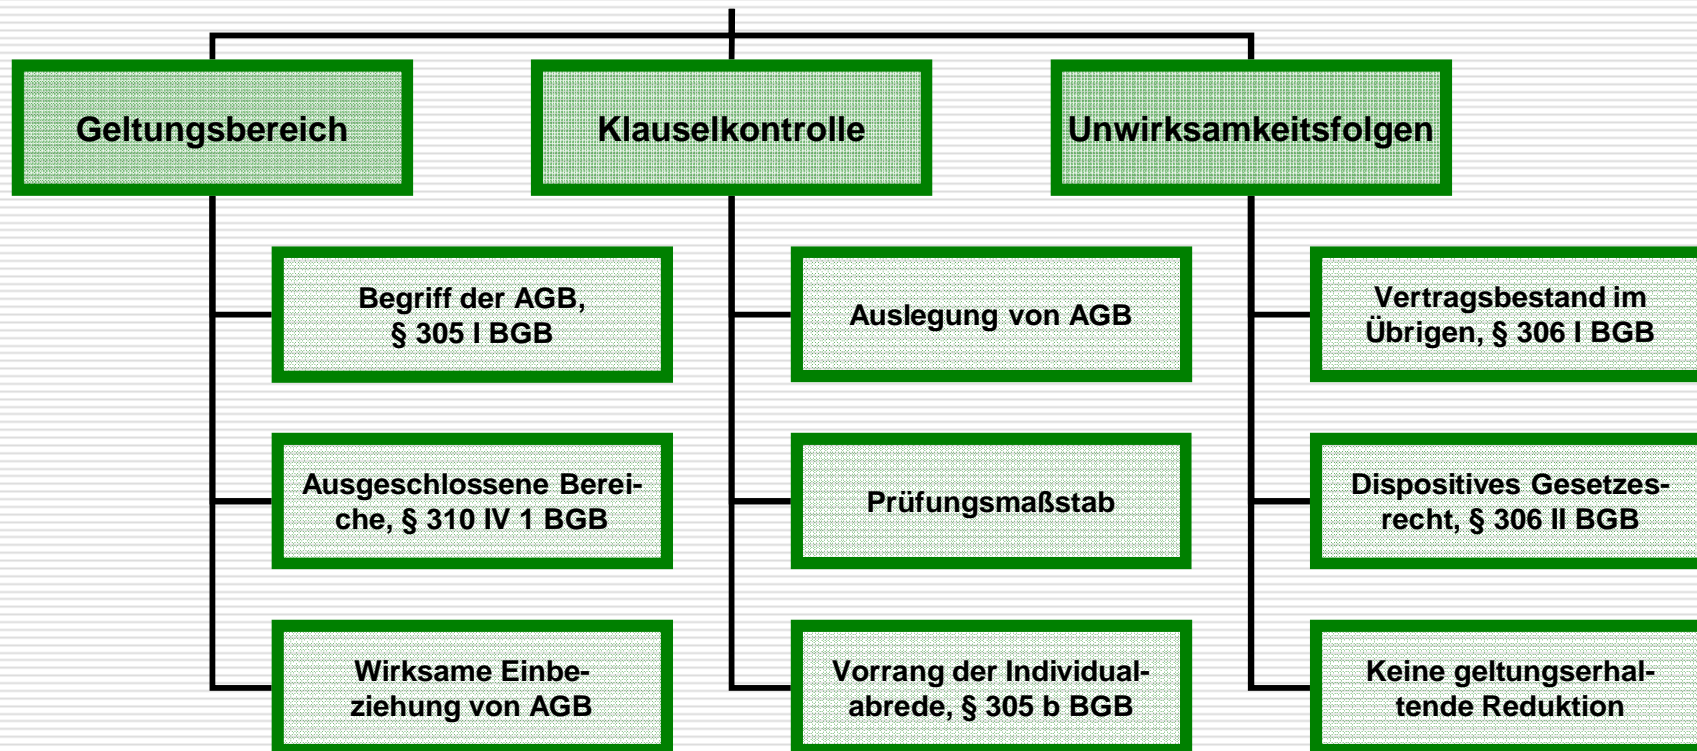 Geltungsbereich
Klauselkontrolle
Unwirksamkeitsfolgen
Begriff der AGB,
§ 305 I BGB
Auslegung von AGB
Vertragsbestand im
Übrigen, § 306 I BGB
Ausgeschlossene Berei-
che, § 310 IV 1 BGB
Prüfungsmaßstab
Dispositives Gesetzes-
recht, § 306 II BGB
Wirksame Einbe-
ziehung von AGB
Vorrang der Individual-
abrede, § 305 b BGB
Keine geltungserhal-
tende Reduktion